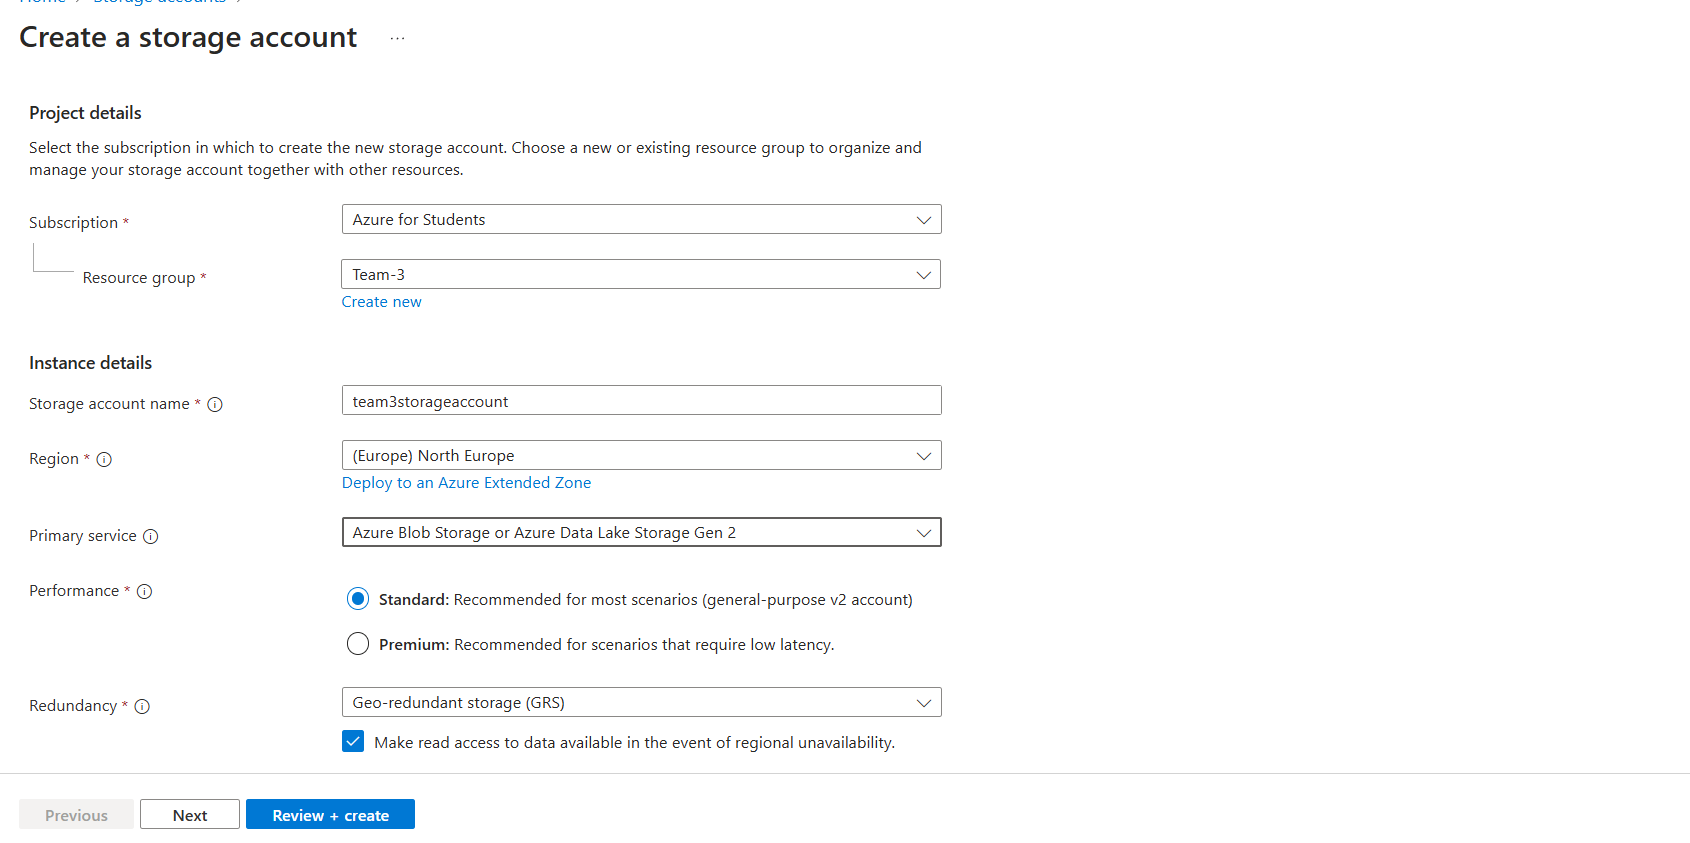 Home > Storage accounts >
Create a storage account ...
Project details
Select the subscription in which to create the new storage account. Choose a new or existing resource group to organize and
manage your storage account together with other resources.
Subscription *
Azure for Students
Resource group *
Team-3
Create new
Instance details
Storage account name *
team3storageaccount
Region *
(Europe) North Europe
Deploy to an Azure Extended Zone
Primary service
Azure Blob Storage or Azure Data Lake Storage Gen 2
Performance *
Standard: Recommended for most scenarios (general-purpose v2 account)
Premium: Recommended for scenarios that require low latency.
Redundancy *
Geo-redundant storage (GRS)
Make read access to data available in the event of regional unavailability.
Previous
Next
Review + create